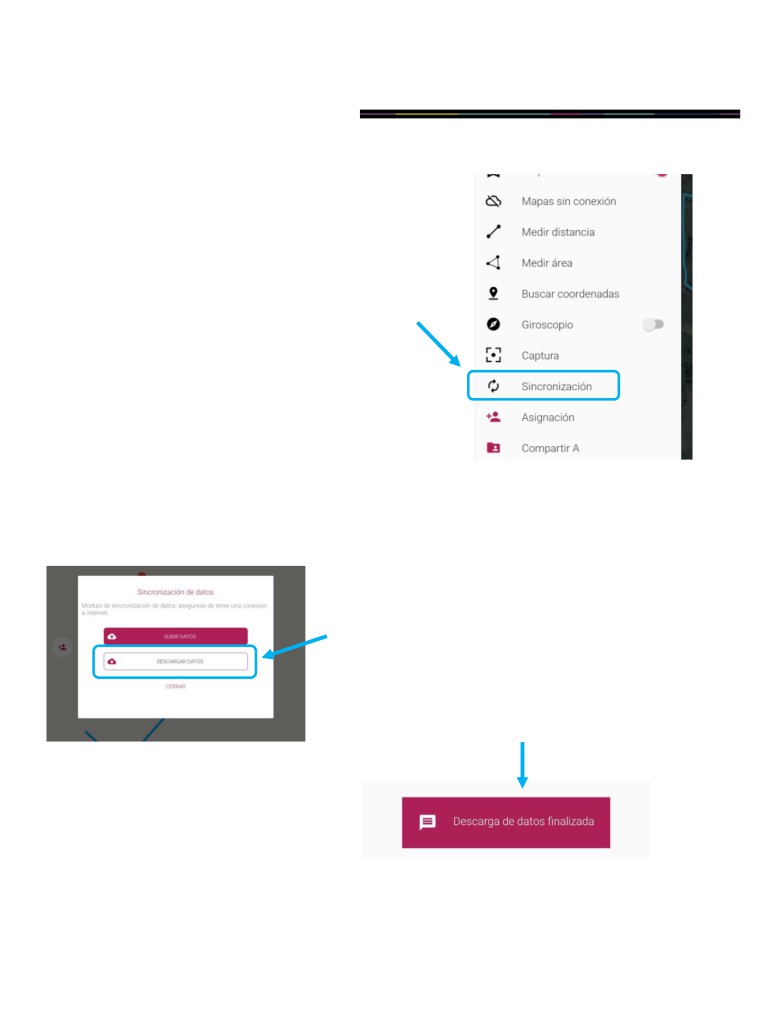 Mapas sin conexión
Medir distancia
Medir área
Buscar coordenadas
Giroscopio
Captura
Sincronización
Asignación
Compartir A
Sincronización de datos
Módulo de sincronización de datos, asegurese de tener una conexión
a internet.
SUBIR DATOS
DESCARGAR DATOS
CERRAR
Descarga de datos finalizada